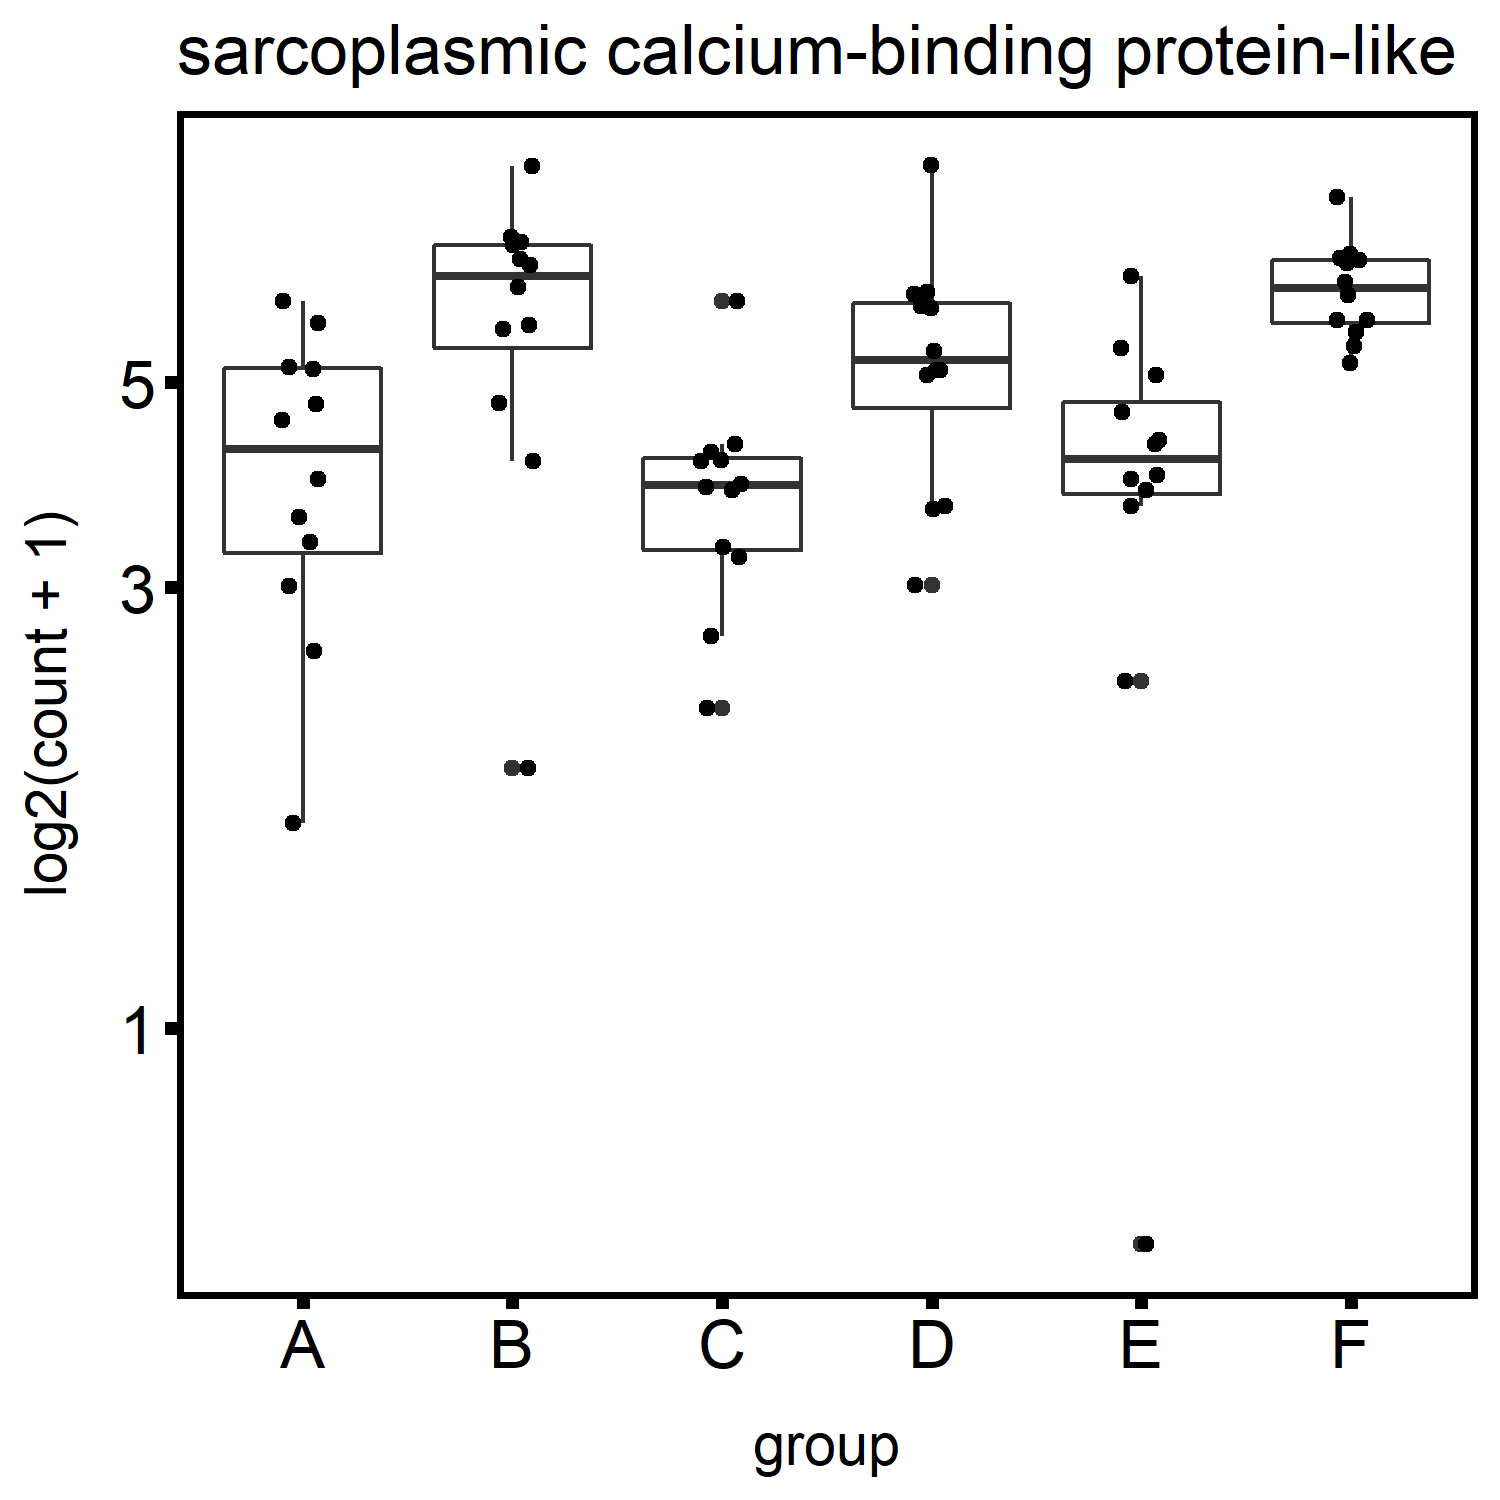 sarcoplasmic calcium-binding protein-like
log2(count + 1)
5
3
1
A B C D E F
group